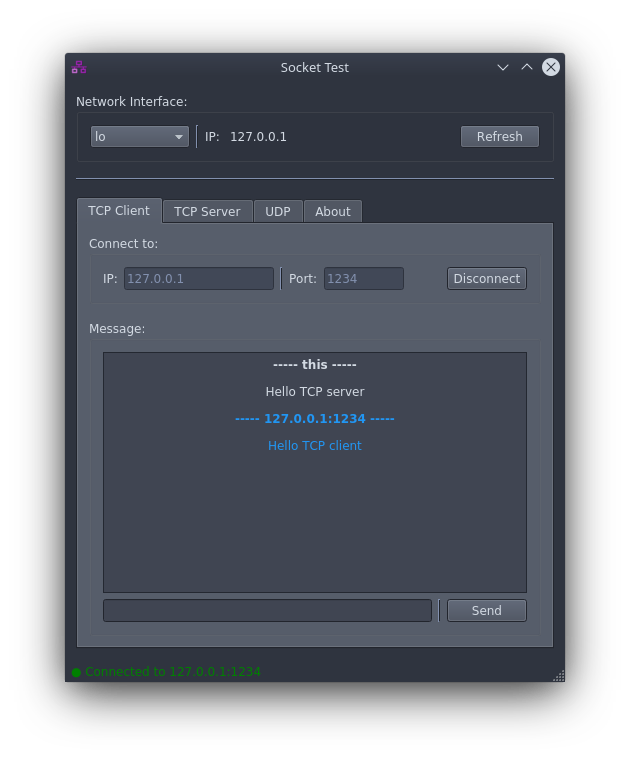 Socket Test
Network Interface:
lo IP: 127.0.0.1 Refresh
TCP Client TCP Server UDP About
Connect to:
IP: 127.0.0.1 Port: 1234 Disconnect
Message:
----- this -----
Hello TCP server
----- 127.0.0.1:1234 -----
Hello TCP client
Send
Connected to 127.0.0.1:1234